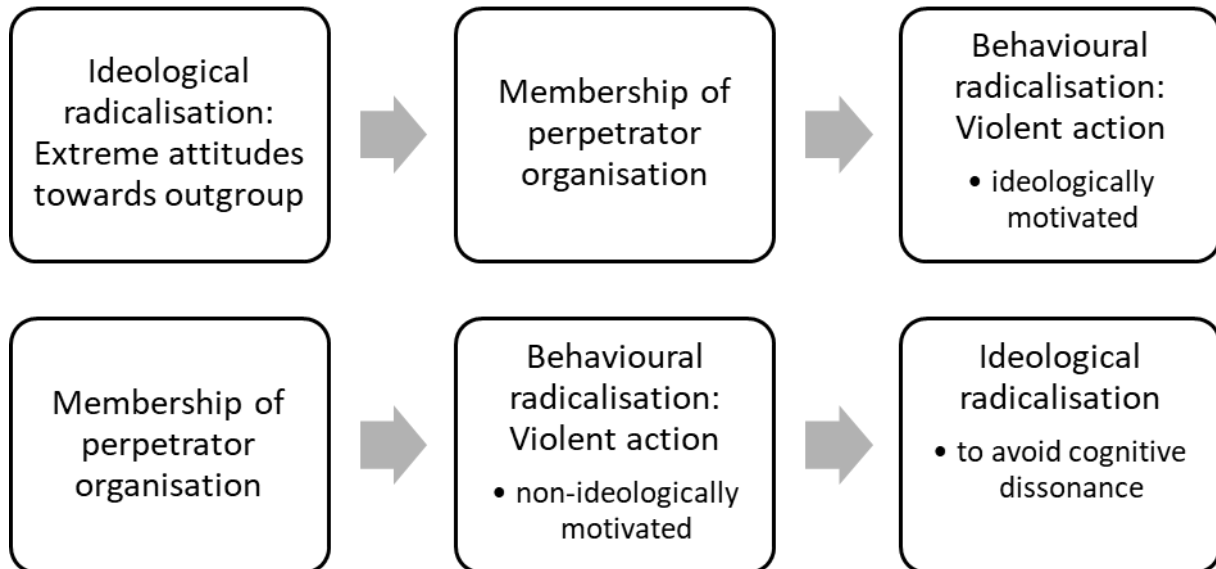 Ideological
radicalisation:
Extreme attitudes
towards outgroup
Membership of
perpetrator
organisation
Behavioural
radicalisation:
Violent action
• ideologically
motivated
Membership of
perpetrator
organisation
Behavioural
radicalisation:
Violent action
• non-ideologically
motivated
Ideological
radicalisation
• to avoid cognitive
dissonance